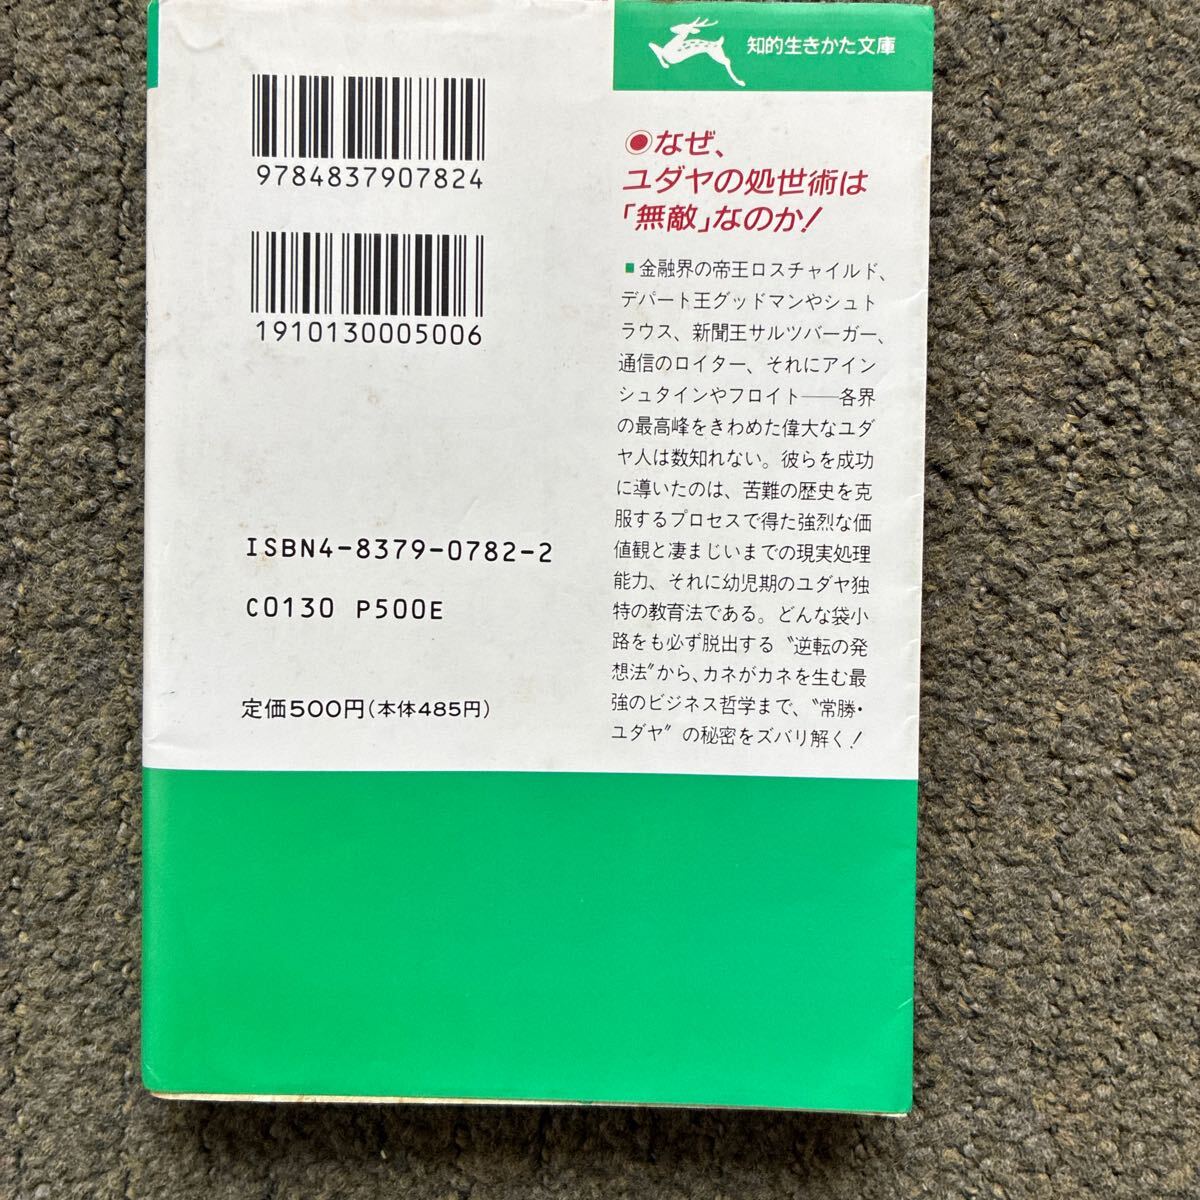 知的生きかた文庫
9784837907824
1910130005006
ISBN4-8379-0782-2
C0130 P500E
定価500円(本体485円)
◉なぜ、
ユダヤの処世術は
「無敵」なのか!
■金融界の帝王ロスチャイルド、
デパート王グッドマンやシュト
ラウス、新聞王サルツバーガー、
通信のロイター、それにアイン
シュタインやフロイト――各界
の最高峰をきわめた偉大なユダ
ヤ人は数知れない。彼らを成功
に導いたのは、苦難の歴史を克
服するプロセスで得た強烈な価
値観と凄まじいまでの現実処理
能力、それに幼児期のユダヤ独
特の教育法である。どんな袋小
路をも必ず脱出する〝逆転の発
想法〟から、カネがカネを生む最
強のビジネス哲学まで、〝常勝・
ユダヤ〟の秘密をズバリ解く!